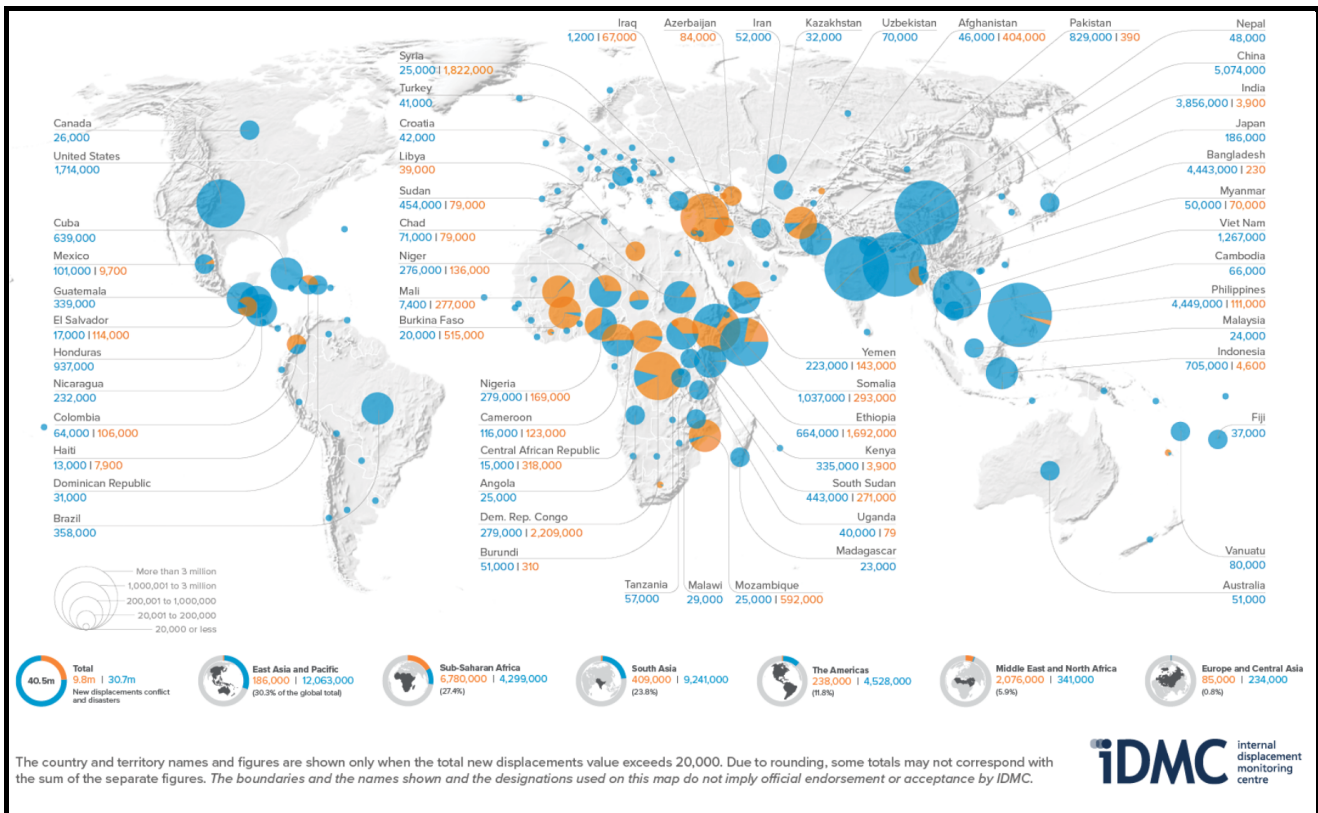 Iraq
1,200 | 67,000
Azerbaijan
84,000
Iran
52,000
Kazakhstan
32,000
Uzbekistan
70,000
Afghanistan
46,000 | 404,000
Pakistan
829,000 | 390
Nepal
48,000
Syria
25,000 | 1,822,000
Turkey
41,000
Croatia
42,000
Libya
39,000
Sudan
454,000 | 79,000
Chad
71,000 | 79,000
Niger
276,000 | 136,000
Mali
7,400 | 277,000
Burkina Faso
20,000 | 515,000
Canada
26,000
United States
1,714,000
Cuba
639,000
Mexico
101,000 | 9,700
Guatemala
339,000
El Salvador
17,000 | 114,000
Honduras
937,000
Nicaragua
232,000
Colombia
64,000 | 106,000
Haiti
13,000 | 7,900
Dominican Republic
31,000
Brazil
358,000
China
5,074,000
India
3,856,000 | 3,900
Japan
186,000
Bangladesh
4,443,000 | 230
Myanmar
50,000 | 70,000
Viet Nam
1,267,000
Cambodia
66,000
Philippines
4,449,000 | 111,000
Malaysia
24,000
Indonesia
705,000 | 4,600
Fiji
37,000
Vanuatu
80,000
Australia
51,000
Nigeria
279,000 | 169,000
Cameroon
116,000 | 123,000
Central African Republic
15,000 | 318,000
Angola
25,000
Dem. Rep. Congo
279,000 | 2,209,000
Burundi
51,000 | 310
Yemen
223,000 | 143,000
Somalia
1,037,000 | 293,000
Ethiopia
664,000 | 1,692,000
Kenya
335,000 | 3,900
South Sudan
443,000 | 271,000
Uganda
40,000 | 79
Madagascar
23,000
Tanzania
57,000
Malawi
29,000
Mozambique
25,000 | 592,000
More than 3 million
1,000,001 to 3 million
200,001 to 1,000,000
20,001 to 200,000
20,000 or less
40.5m
Total
9.8m | 30.7m
New displacements conflict
and disasters
East Asia and Pacific
186,000 | 12,063,000
(30.3% of the global total)
Sub-Saharan Africa
6,780,000 | 4,299,000
(27.4%)
South Asia
409,000 | 9,241,000
(23.8%)
The Americas
238,000 | 4,528,000
(11.8%)
Middle East and North Africa
2,076,000 | 341,000
(5.9%)
Europe and Central Asia
85,000 | 234,000
(0.8%)
The country and territory names and figures are shown only when the total new displacements value exceeds 20,000. Due to rounding, some totals may not correspond with
the sum of the separate figures. The boundaries and the names shown and the designations used on this map do not imply official endorsement or acceptance by IDMC.
iDMC
internal
displacement
monitoring
centre